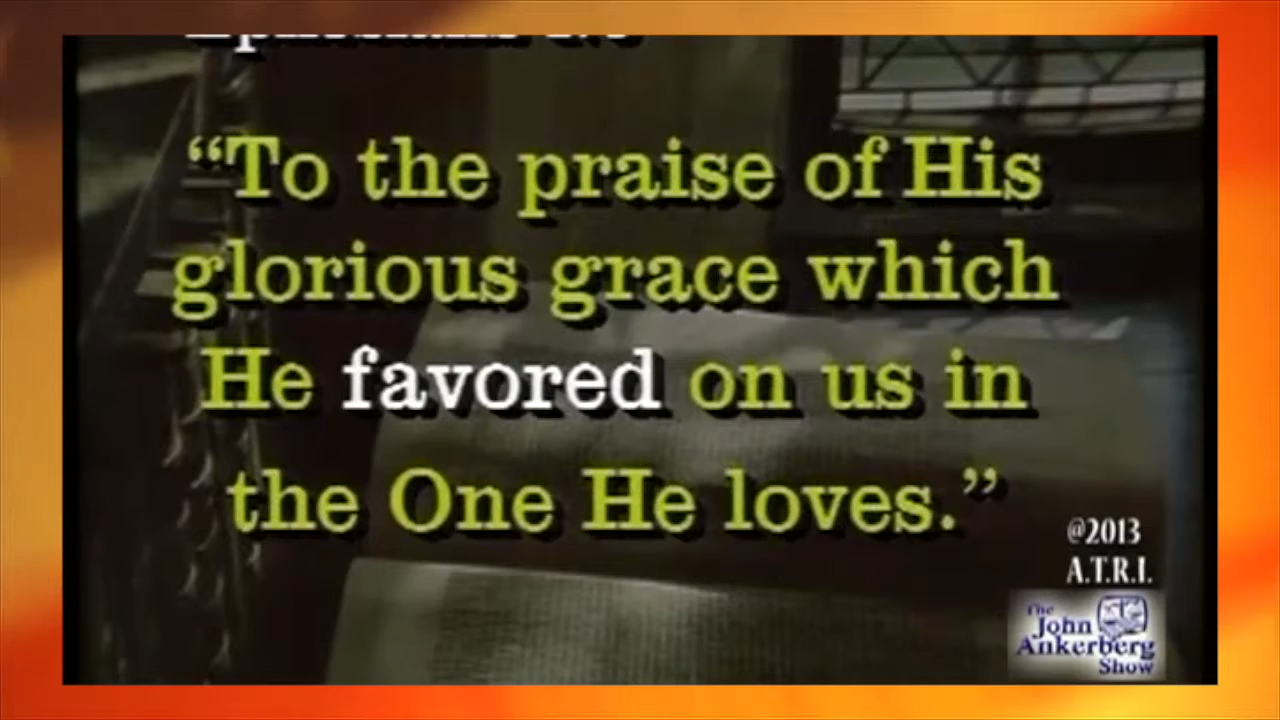 “To the praise of His
glorious grace which
He favored on us in
the One He loves.”
@2013
A.T.R.I.
The
John
Ankerberg
Show